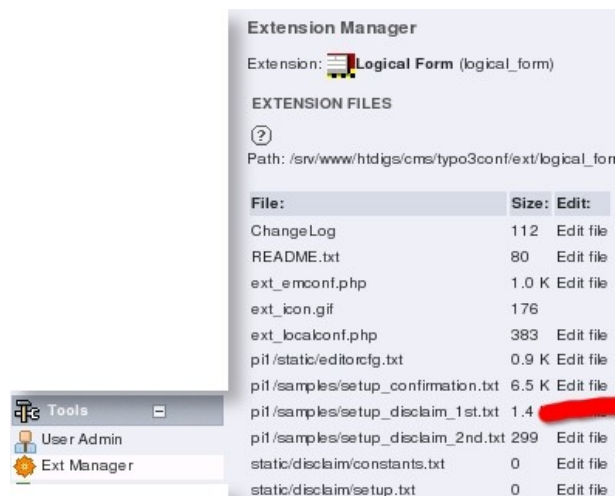 Extension Manager
Extension: Logical Form (logical_form)
EXTENSION FILES
?
Path: /srv/www/htdigs/cms/typo3conf/ext/logical_for
File: Size: Edit:
ChangeLog 112 Edit file
README.txt 80 Edit file
ext_emconf.php 1.0 K Edit file
ext_icon.gif 176
ext_localconf.php 383 Edit file
pi1/static/editorcfg.txt 0.9 K Edit file
pi1/samples/setup_confirmation.txt 6.5 K Edit file
pi1/samples/setup_disclaim_1st.txt 1.4
pi1/samples/setup_disclaim_2nd.txt 299 Edit file
static/disclaim/constants.txt 0 Edit file
static/disclaim/setup.txt 0 Edit file
Tools
User Admin
Ext Manager